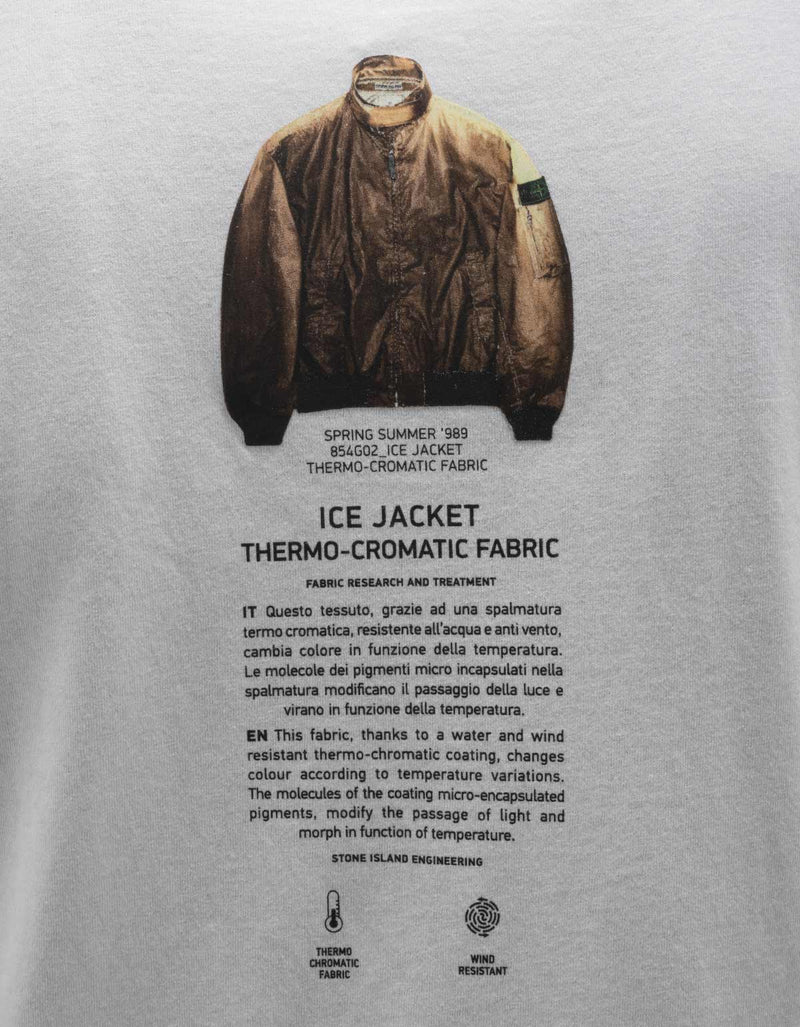 SPRING SUMMER '989
854G02_ICE JACKET
THERMO-CROMATIC FABRIC
ICE JACKET
THERMO-CROMATIC FABRIC
FABRIC RESEARCH AND TREATMENT
IT Questo tessuto, grazie ad una spalmatura
termo cromatica, resistente all'acqua e anti vento,
cambia colore in funzione della temperatura.
Le molecole dei pigmenti micro incapsulati nella
spalmatura modificano il passaggio della luce e
virano in funzione della temperatura.
EN This fabric, thanks to a water and wind
resistant thermo-chromatic coating, changes
colour according to temperature variations.
The molecules of the coating micro-encapsulated
pigments, modify the passage of light and
morph in function of temperature.
STONE ISLAND ENGINEERING
THERMO
CHROMATIC
FABRIC
WIND
RESISTANT